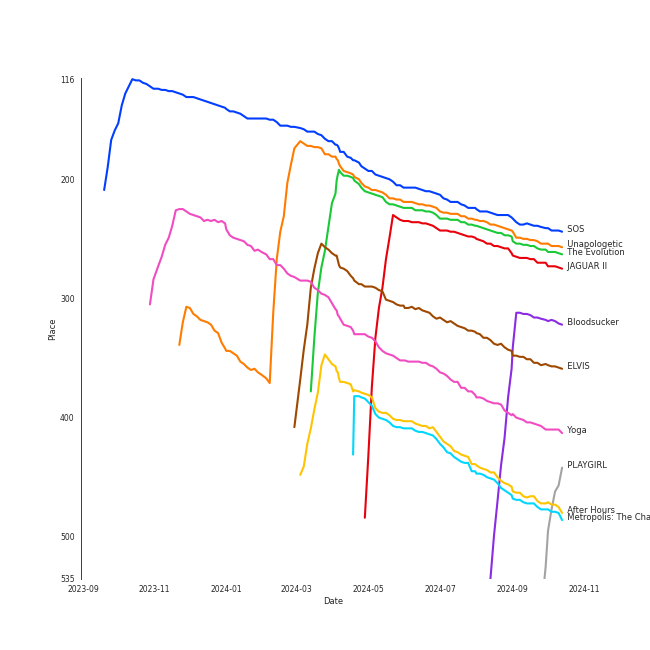 116
200
300
400
500
535
Place
2023-09
2023-11
2024-01
2024-03
2024-05
2024-07
2024-09
2024-11
Date
SOS
Unapologetic
The Evolution
JAGUAR II
Bloodsucker
ELVIS
Yoga
PLAYGIRL
After Hours
Metropolis: The Cha